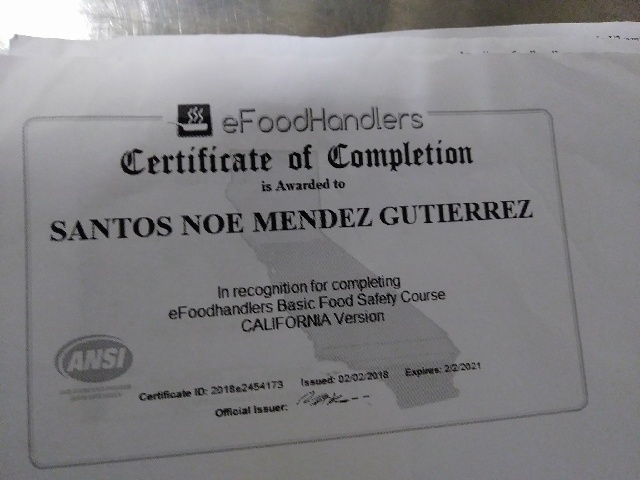 eFoodHandlers
Certificate of Completion
is Awarded to
SANTOS NOE MENDEZ GUTIERREZ
In recognition for completing
eFoodhandlers Basic Food Safety Course
CALIFORNIA Version
ANSI
Certificate ID: 2018e2454173 Issued: 02/02/2018 Expires: 2/2/2021
Official Issuer: